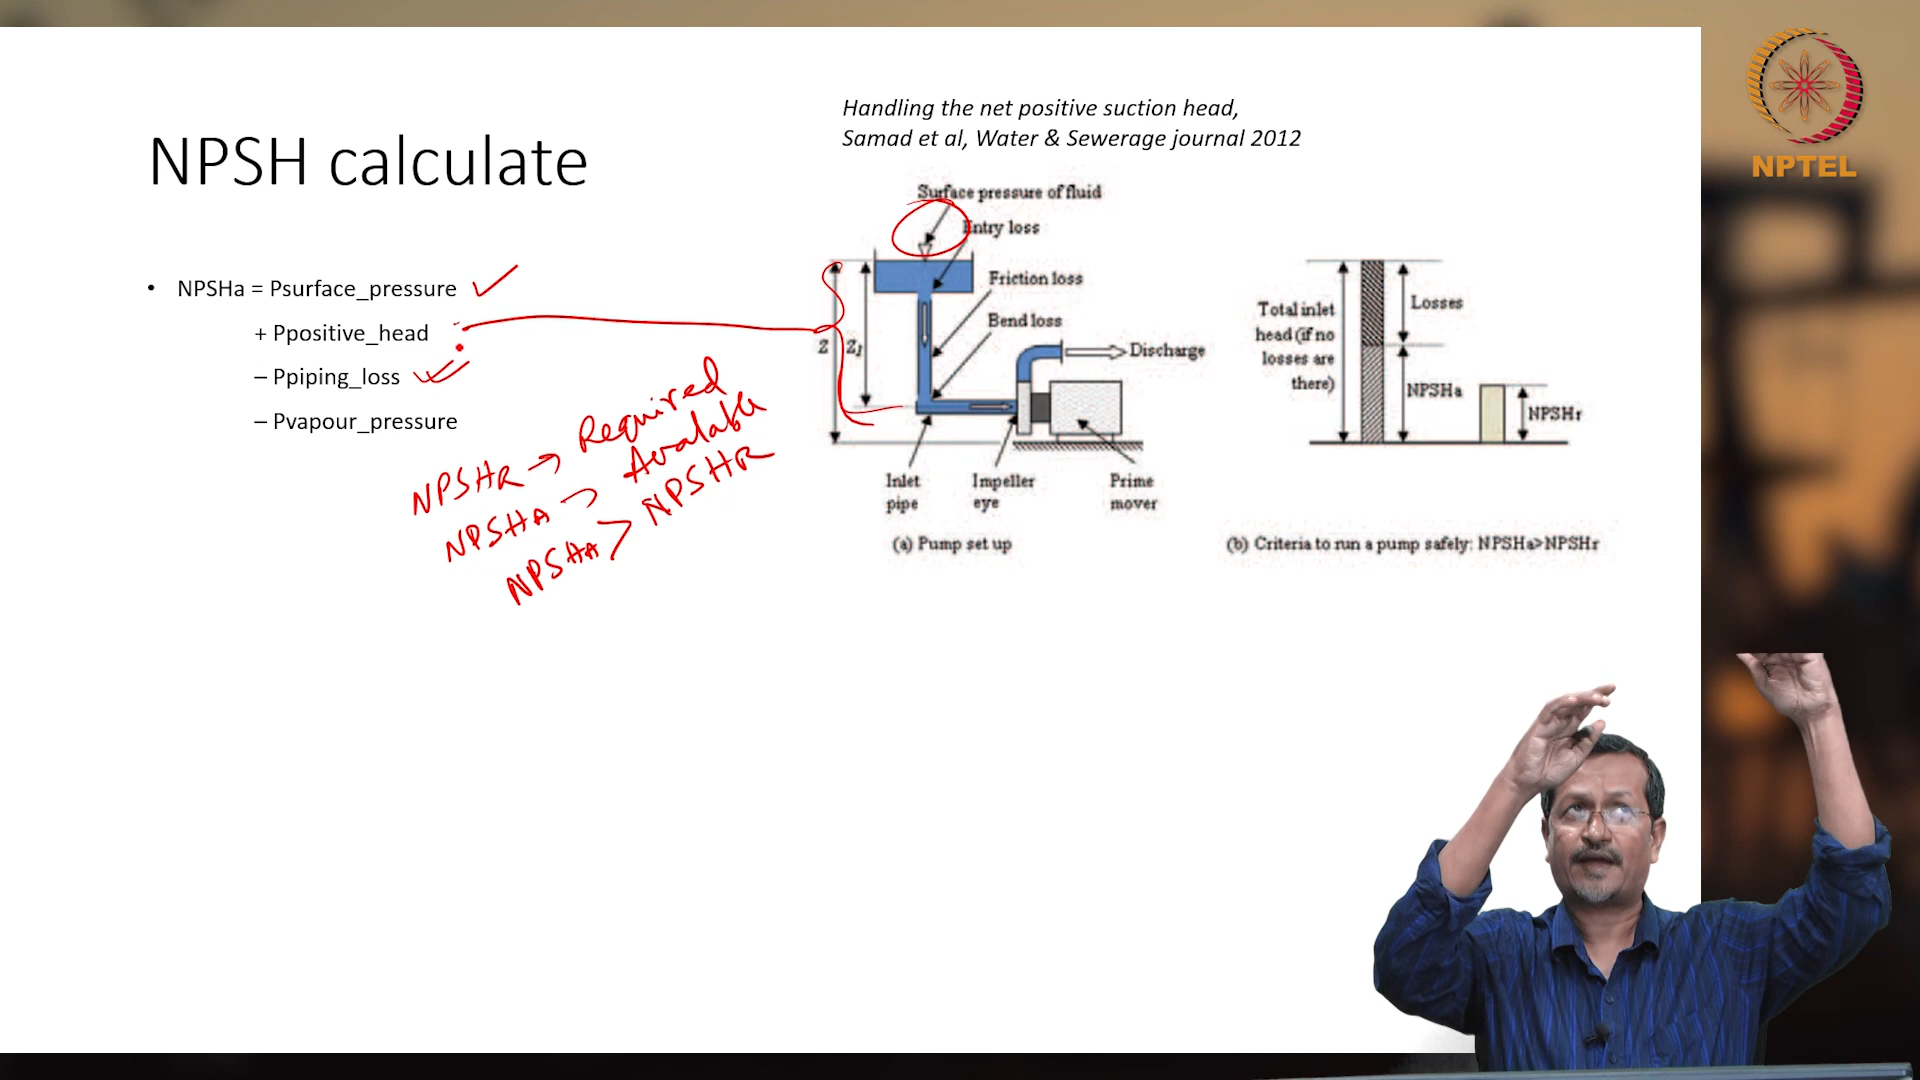 NPTEL
Handling the net positive suction head,
Samad et al, Water & Sewerage journal 2012
NPSH calculate
• NPSHa = Psurface_pressure
+ Ppositive_head
– Ppiping_loss
– Pvapour_pressure
NPSHR → Required
NPSHA → Avalable
NPSHA > NPSHR
Surface pressure of fluid
Entry loss
Friction loss
Bend loss
Discharge
Z
Z1
Inlet
pipe
Impeller
eye
Prime
mover
(a) Pump set up
Total inlet
head (if no
losses are
there)
Losses
NPSHa
NPSHr
(b) Criteria to run a pump safely: NPSHa>NPSHr